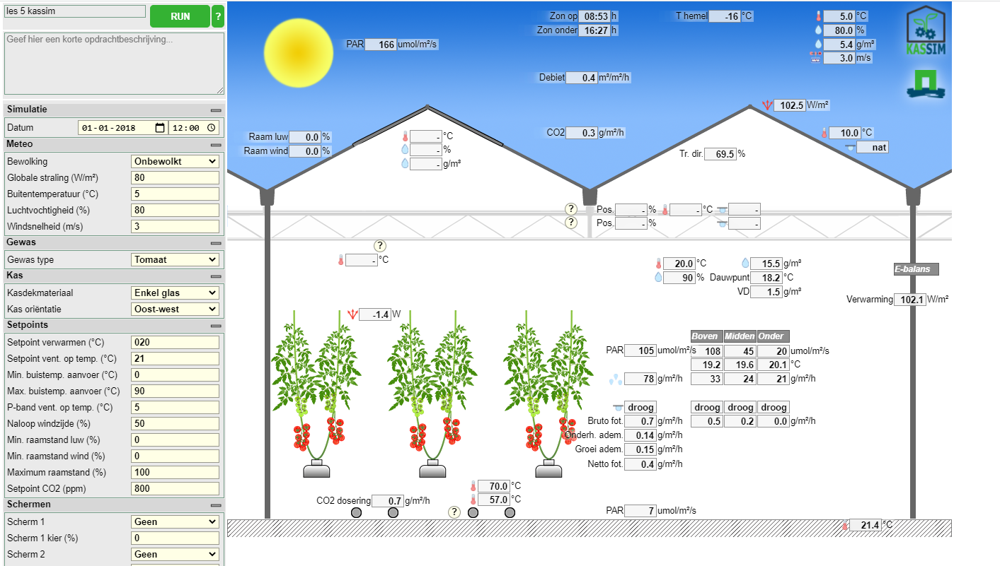 les 5 kassim
RUN
?
Geef hier een korte opdrachtbeschrijving...
Simulatie
Datum 01-01-2018 12:00
Meteo
Bewolking Onbewolkt
Globale straling (W/m²) 80
Buitentemperatuur (°C) 5
Luchtvochtigheid (%) 80
Windsnelheid (m/s) 3
Gewas
Gewas type Tomaat
Kas
Kasdekmateriaal Enkel glas
Kas oriëntatie Oost-west
Setpoints
Setpoint verwarmen (°C) 020
Setpoint vent. op temp. (°C) 21
Min. buistemp. aanvoer (°C) 0
Max. buistemp. aanvoer (°C) 90
P-band vent. op temp. (°C) 5
Naloop windzijde (%) 50
Min. raamstand luw (%) 0
Min. raamstand wind (%) 0
Maximum raamstand (%) 100
Setpoint CO2 (ppm) 800
Schermen
Scherm 1 Geen
Scherm 1 kier (%) 0
Scherm 2 Geen
PAR 166 umol/m²/s
Zon op 08:53 h
Zon onder 16:27 h
T hemel -16 °C
5.0 °C
80.0 %
5.4 g/m³
3.0 m/s
KASSIM
Debiet 0.4 m³/m²/h
102.5 W/m²
Raam luw 0.0 %
Raam wind 0.0 %
- °C
- %
- g/m³
CO2 0.3 g/m²/h
Tr. dir. 69.5 %
10.0 °C
nat
? Pos. - % - °C -
? Pos. - % -
?
- °C
20.0 °C 15.5 g/m³
90 % Dauwpunt 18.2 °C
VD 1.5 g/m³
E-balans
Verwarming 102.1 W/m²
-1.4 W
Boven Midden Onder
PAR 105 umol/m²/s 108 45 20 umol/m²/s
19.2 19.6 20.1 °C
78 g/m²/h 33 24 21 g/m²/h
droog droog droog droog
Bruto fot. 0.7 g/m²/h 0.5 0.2 0.0 g/m²/h
Onderh. adem. 0.14 g/m²/h
Groei adem. 0.15 g/m²/h
Netto fot. 0.4 g/m²/h
70.0 °C
CO2 dosering 0.7 g/m²/h 57.0 °C
?
PAR 7 umol/m²/s
21.4 °C